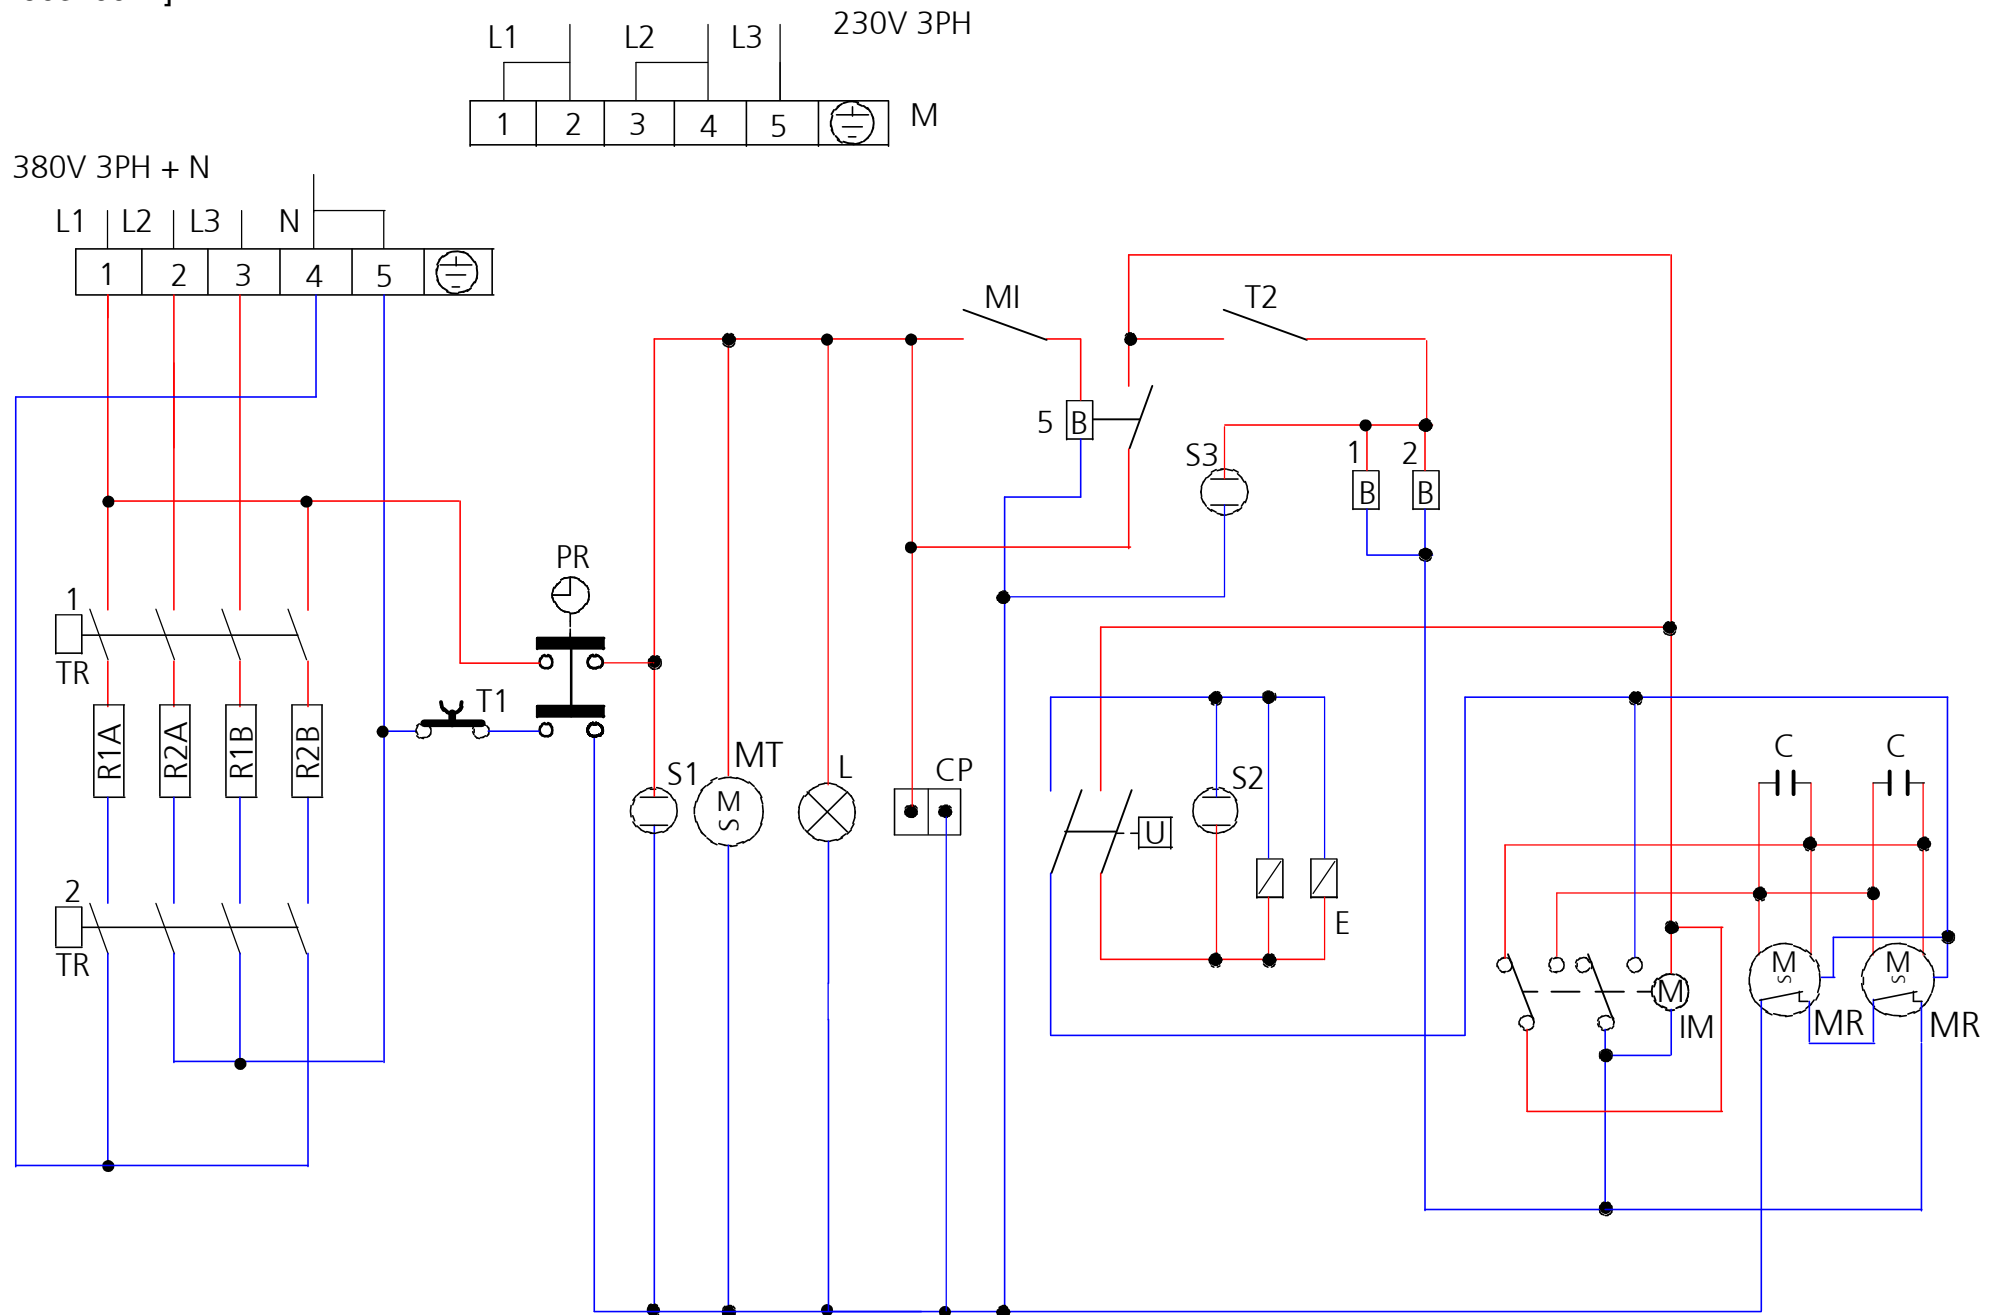 230V 3PH
L1 L2 L3
1 2 3 4 5 M
380V 3PH + N
L1 L2 L3 N
1 2 3 4 5
MI T2
5 B
S3 1 2
B B
PR
1
TR
T1
R1A R2A R1B R2B
S1 MT L CP
M
S
U
S2
C C
2
TR
E
M
S
M
S
M
IM MR MR